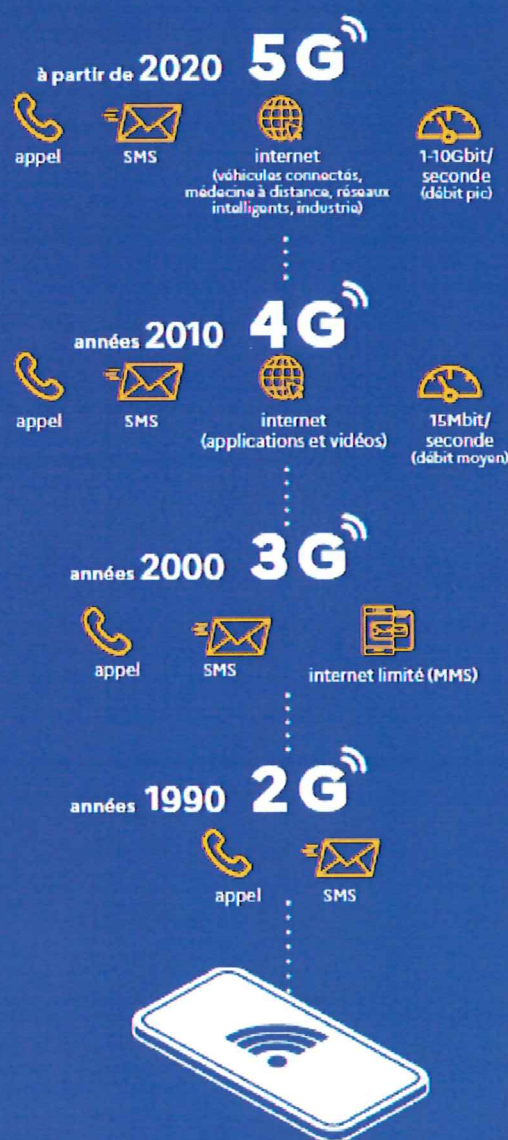 à partir de 2020 5G
appel
SMS
internet
(véhicules connectés,
médecine à distance, réseaux
intelligents, industrie)
1-10Gbit/
seconde
(débit pic)
années 2010 4G
appel
SMS
internet
(applications et vidéos)
15Mbit/
seconde
(débit moyen)
années 2000 3G
appel
SMS
internet limité (MMS)
années 1990 2G
appel
SMS